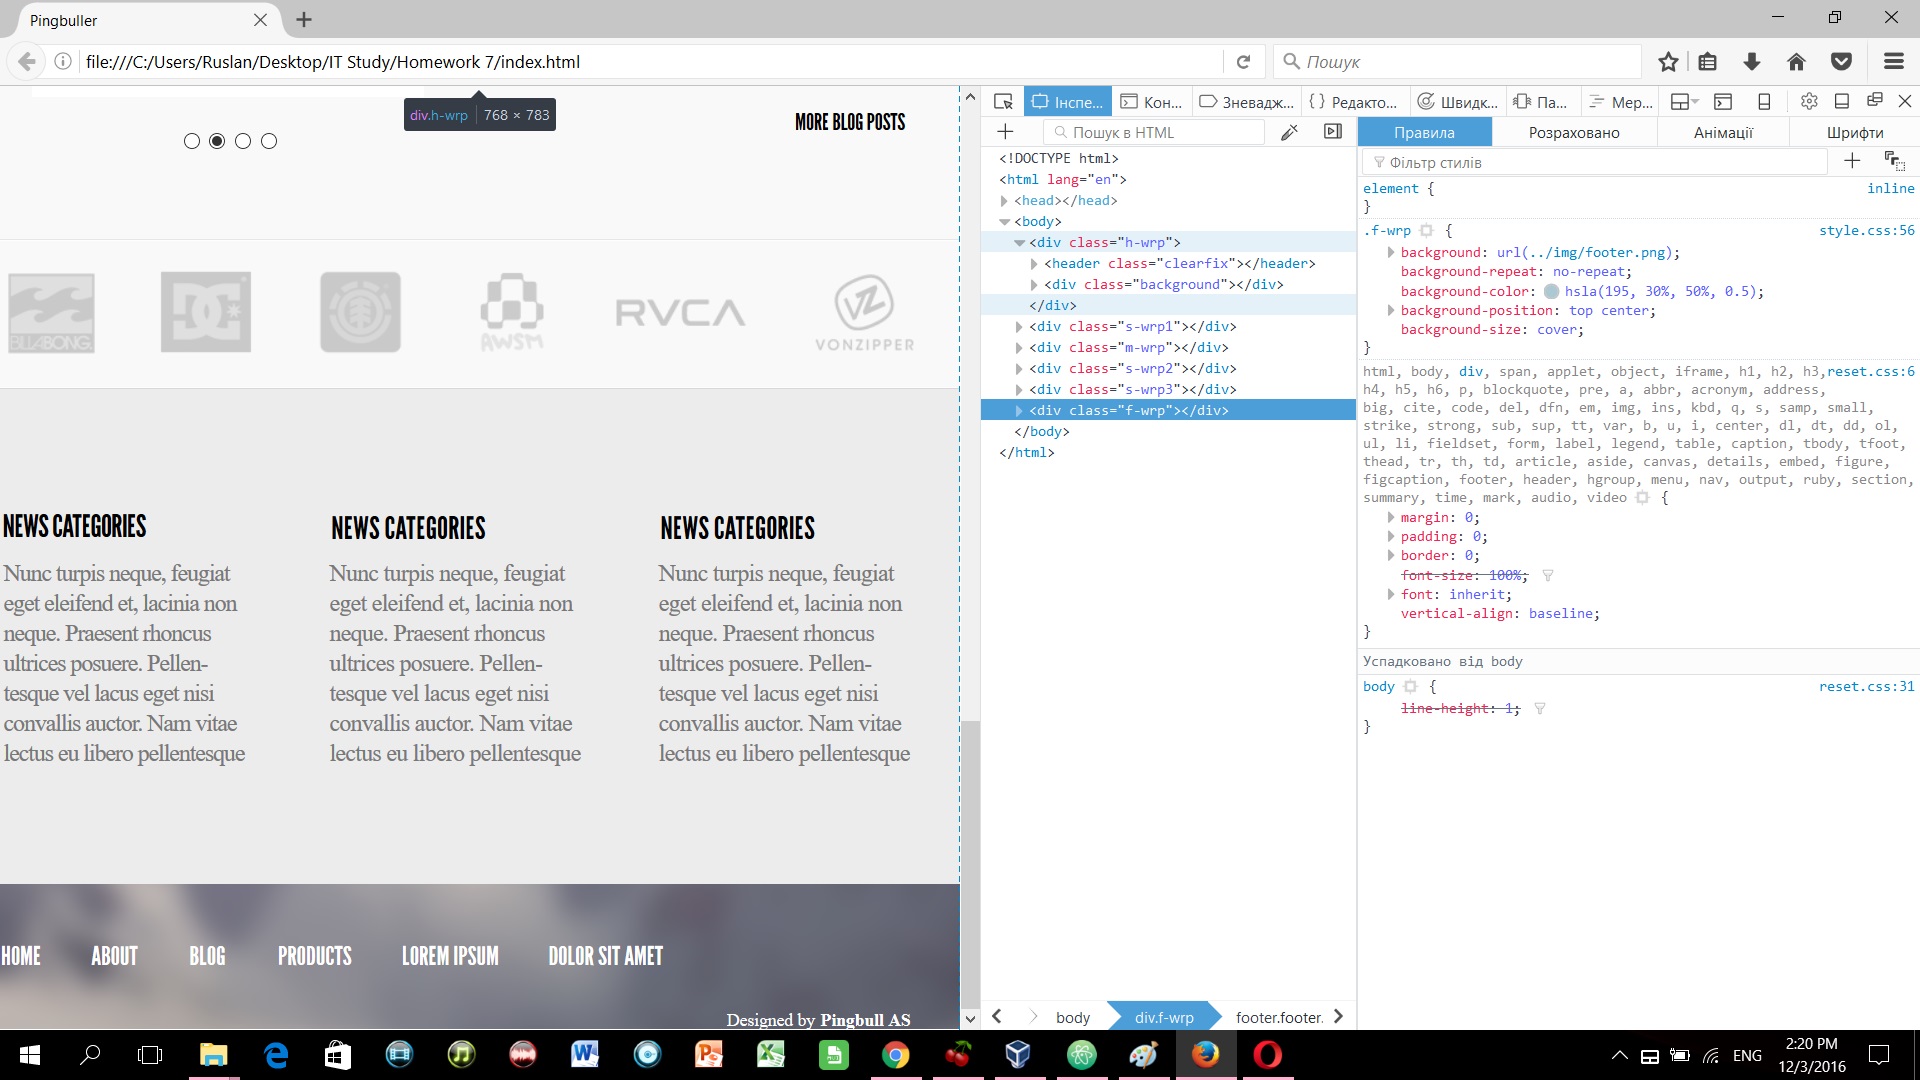 Pingbuller
file:///C:/Users/Ruslan/Desktop/IT Study/Homework 7/index.html
Пошук
div.h-wrp 768 × 783
MORE BLOG POSTS
BILLABONG
DC
AWSM
RVCA
VZ
VONZIPPER
NEWS CATEGORIES
Nunc turpis neque, feugiat
eget eleifend et, lacinia non
neque. Praesent rhoncus
ultrices posuere. Pellen-
tesque vel lacus eget nisi
convallis auctor. Nam vitae
lectus eu libero pellentesque
NEWS CATEGORIES
Nunc turpis neque, feugiat
eget eleifend et, lacinia non
neque. Praesent rhoncus
ultrices posuere. Pellen-
tesque vel lacus eget nisi
convallis auctor. Nam vitae
lectus eu libero pellentesque
NEWS CATEGORIES
Nunc turpis neque, feugiat
eget eleifend et, lacinia non
neque. Praesent rhoncus
ultrices posuere. Pellen-
tesque vel lacus eget nisi
convallis auctor. Nam vitae
lectus eu libero pellentesque
HOME ABOUT BLOG PRODUCTS LOREM IPSUM DOLOR SIT AMET
Designed by Pingbull AS
Інспе... Кон... Зневадж... Редакто... Швидк... Па... Мер...
Пошук в HTML
<!DOCTYPE html>
<html lang="en">
<head></head>
<body>
<div class="h-wrp">
<header class="clearfix"></header>
<div class="background"></div>
</div>
<div class="s-wrp1"></div>
<div class="m-wrp"></div>
<div class="s-wrp2"></div>
<div class="s-wrp3"></div>
<div class="f-wrp"></div>
</body>
</html>
body div.f-wrp footer.footer.
Правила Розраховано Анімації Шрифти
Фільтр стилів
element { inline
}
.f-wrp { style.css:56
background: url(../img/footer.png);
background-repeat: no-repeat;
background-color: hsla(195, 30%, 50%, 0.5);
background-position: top center;
background-size: cover;
}
html, body, div, span, applet, object, iframe, h1, h2, h3, reset.css:6
h4, h5, h6, p, blockquote, pre, a, abbr, acronym, address,
big, cite, code, del, dfn, em, img, ins, kbd, q, s, samp, small,
strike, strong, sub, sup, tt, var, b, u, i, center, dl, dt, dd, ol,
ul, li, fieldset, form, label, legend, table, caption, tbody, tfoot,
thead, tr, th, td, article, aside, canvas, details, embed, figure,
figcaption, footer, header, hgroup, menu, nav, output, ruby, section,
summary, time, mark, audio, video {
margin: 0;
padding: 0;
border: 0;
font-size: 100%;
font: inherit;
vertical-align: baseline;
}
Успадковано від body
body { reset.css:31
line-height: 1;
}
ENG
2:20 PM
12/3/2016